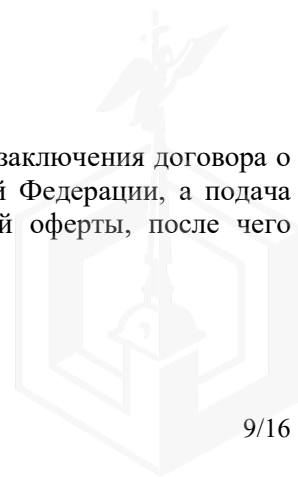 заключения договора о
й Федерации, а подача
й оферты, после чего
9/16